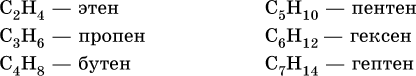 C₂H₄ — этен
C₃H₆ — пропен
C₄H₈ — бутен
C₅H₁₀ — пентен
C₆H₁₂ — гексен
C₇H₁₄ — гептен